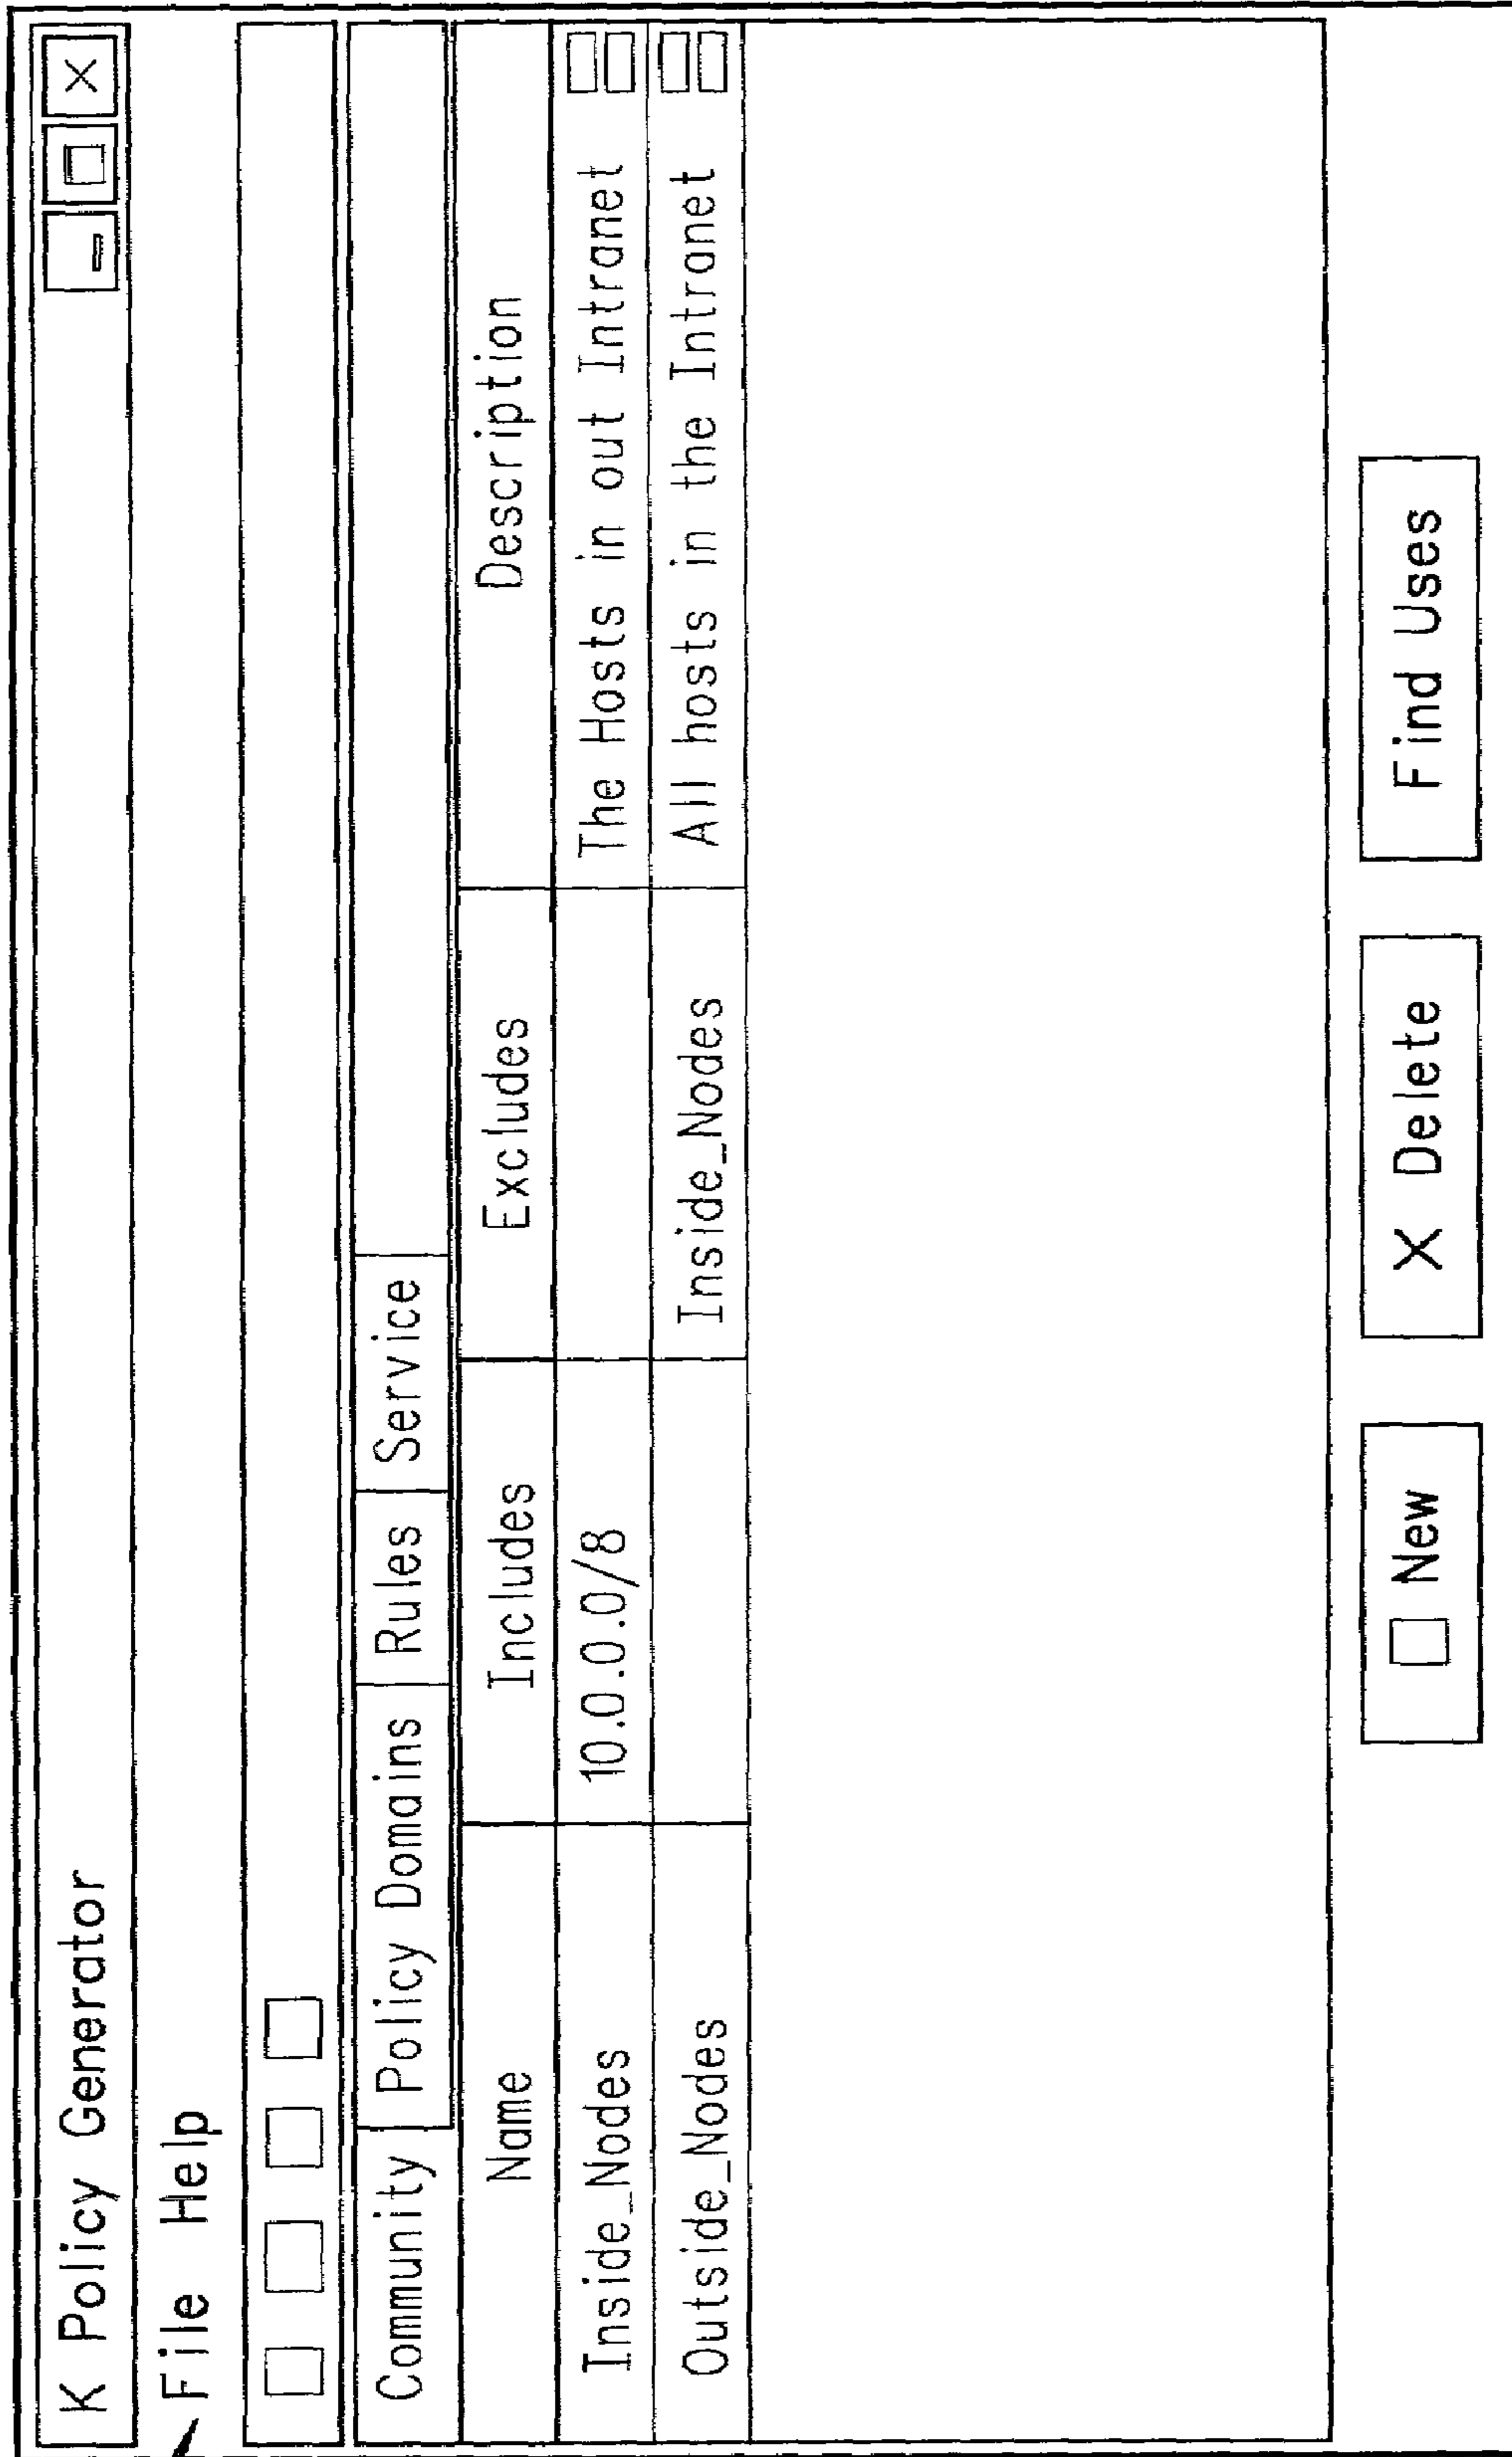 K Policy Generator
File Help
Community Policy Domains Rules Service
Name Includes Excludes Description
Inside_Nodes 10.0.0.0/8 The Hosts in out Intranet
Outside_Nodes Inside_Nodes All hosts in the Intronet
New X Delete Find Uses